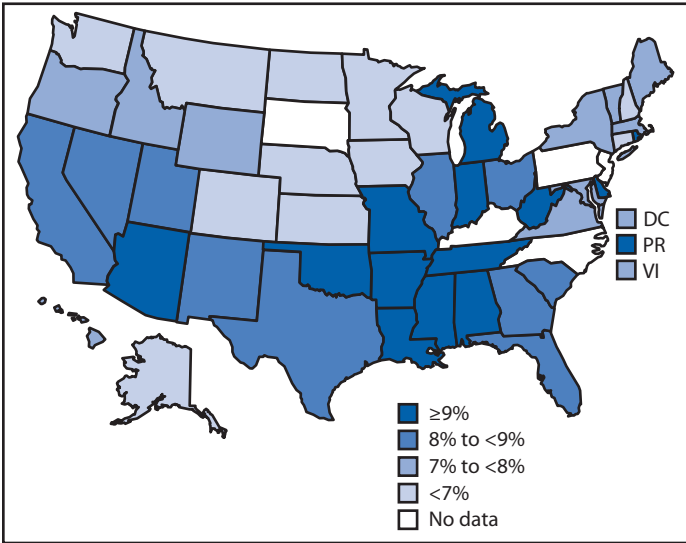 DC
PR
VI
≥9%
8% to <9%
7% to <8%
<7%
No data